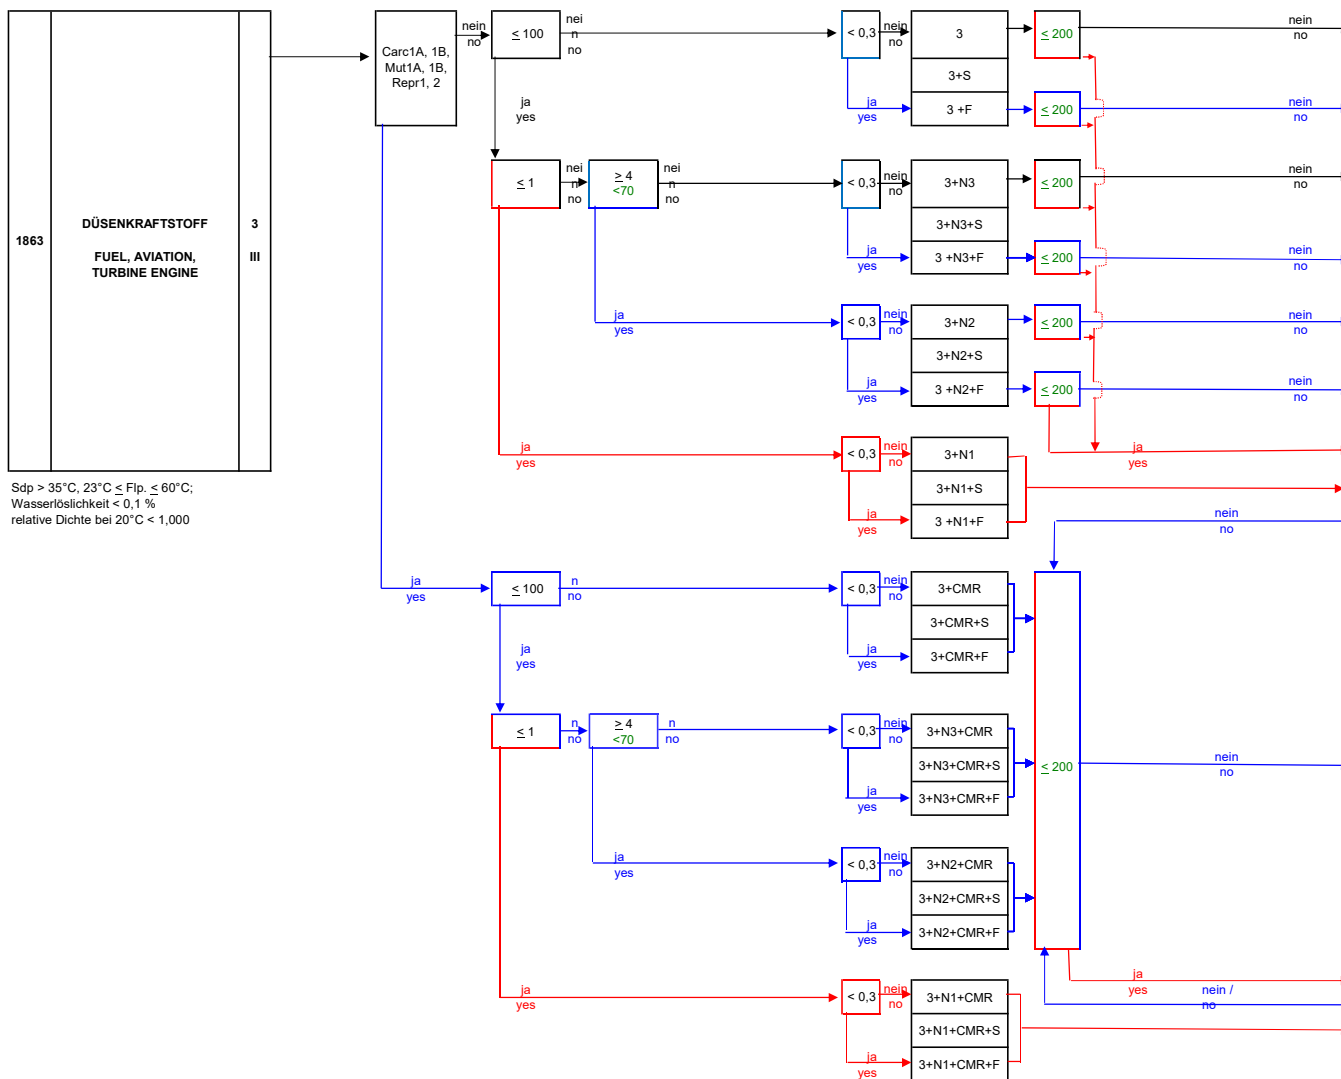 1863
DÜSENKRAFTSTOFF
FUEL, AVIATION,
TURBINE ENGINE
3
III
Sdp > 35°C, 23°C ≤ Flp. ≤ 60°C;
Wasserlöslichkeit < 0,1 %
relative Dichte bei 20°C < 1,000
Carc1A, 1B,
Mut1A, 1B,
Repr1, 2
nein
no
≤ 100
nei
n
no
< 0,3
nein
no
3
3+S
3 +F
ja
yes
≤ 200
nein
no
≤ 200
nein
no
ja
yes
≤ 1
nei
n
no
≥ 4
<70
nei
n
no
< 0,3
nein
no
3+N3
3+N3+S
3 +N3+F
ja
yes
≤ 200
nein
no
≤ 200
nein
no
ja
yes
< 0,3
nein
no
3+N2
3+N2+S
3 +N2+F
ja
yes
≤ 200
nein
no
≤ 200
nein
no
ja
yes
< 0,3
nein
no
3+N1
3+N1+S
3 +N1+F
ja
yes
ja
yes
nein
no
ja
yes
≤ 100
n
no
< 0,3
nein
no
3+CMR
3+CMR+S
3+CMR+F
ja
yes
ja
yes
≤ 1
n
no
≥ 4
<70
n
no
< 0,3
nein
no
3+N3+CMR
3+N3+CMR+S
3+N3+CMR+F
ja
yes
≤ 200
nein
no
ja
yes
< 0,3
nein
no
3+N2+CMR
3+N2+CMR+S
3+N2+CMR+F
ja
yes
ja
yes
nein /
no
ja
yes
< 0,3
nein
no
3+N1+CMR
3+N1+CMR+S
3+N1+CMR+F
ja
yes